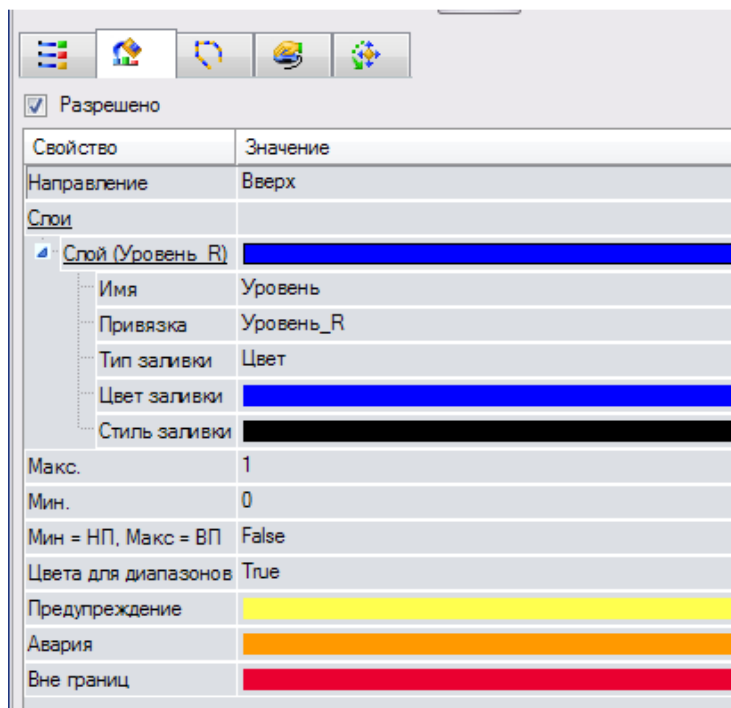 Разрешено
Свойство Значение
Направление Вверх
Слои
Слой (Уровень_R)
Имя Уровень
Привязка Уровень_R
Тип заливки Цвет
Цвет заливки
Стиль заливки
Макс. 1
Мин. 0
Мин = НП, Макс = ВП False
Цвета для диапазонов True
Предупреждение
Авария
Вне границ